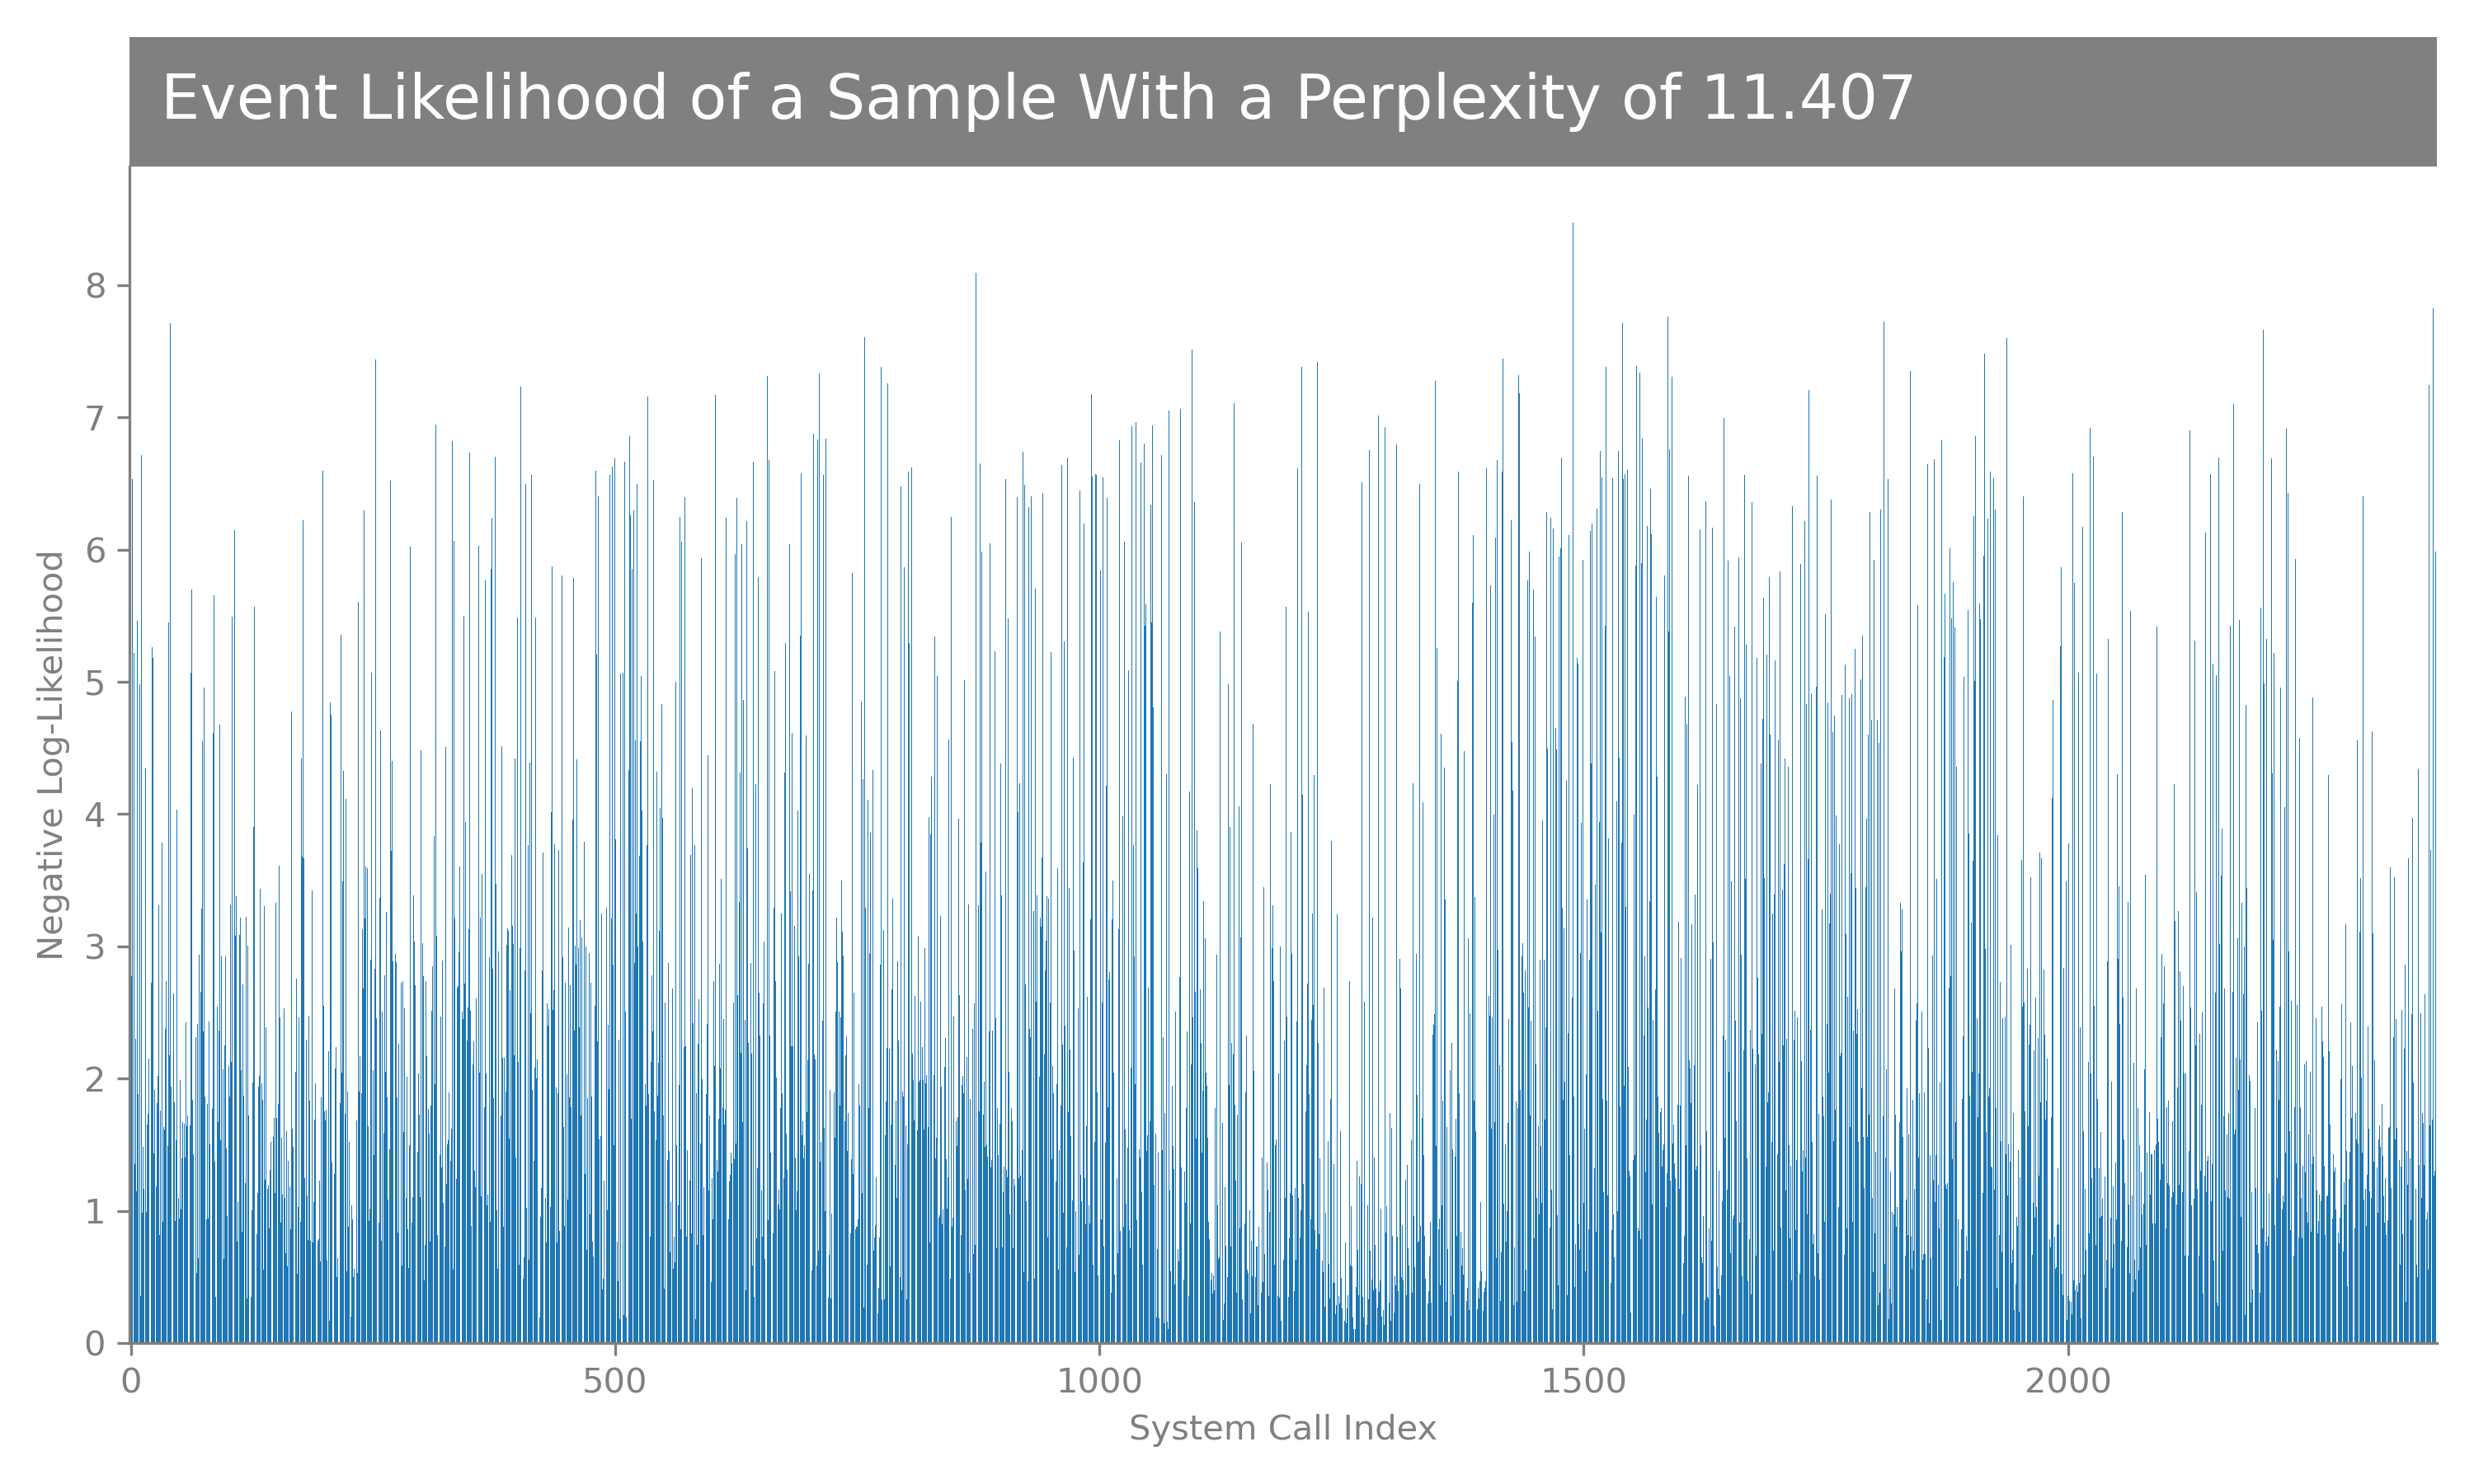 Event Likelihood of a Sample With a Perplexity of 11.407
8
7
6
5
4
3
2
1
0
Negative Log-Likelihood
0 500 1000 1500 2000
System Call Index